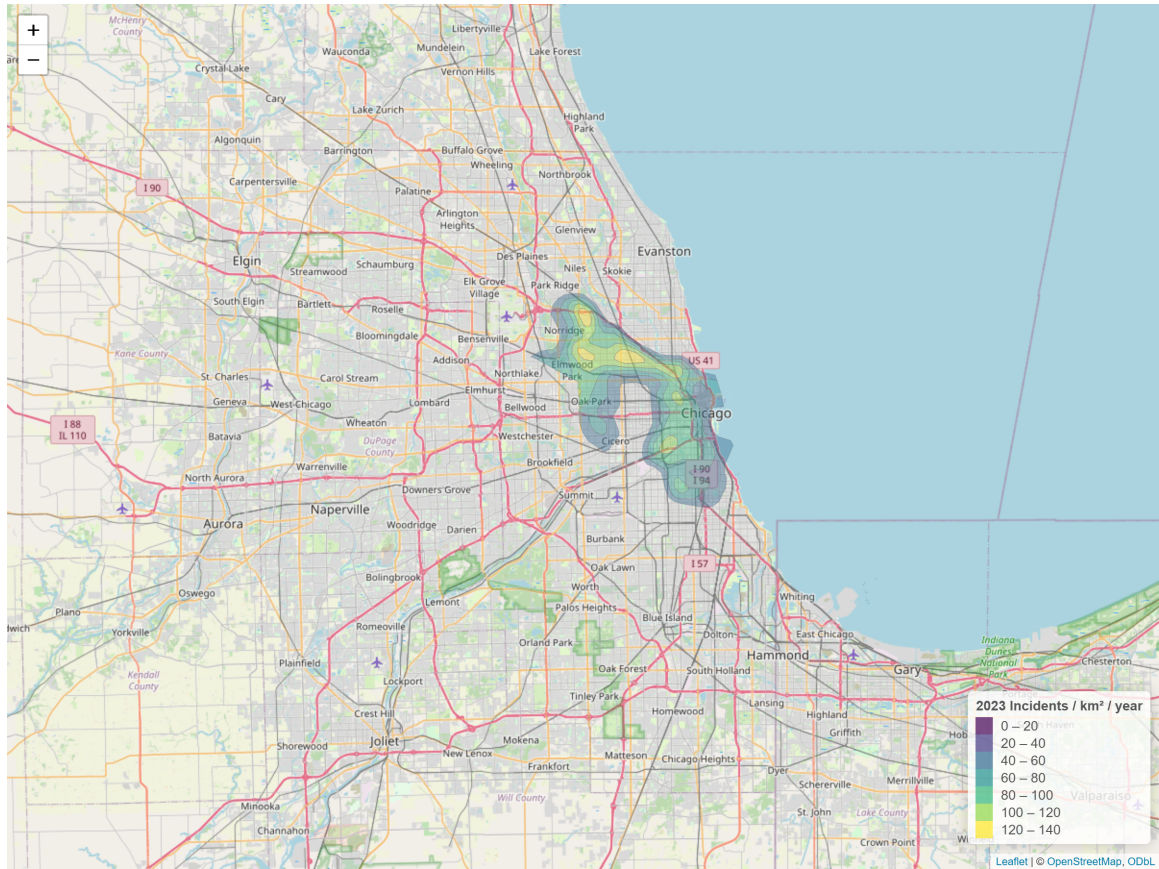 +
−
McHenry
County
Libertyville
Wauconda
Mundelein
Lake Forest
Crystal Lake
Vernon Hills
Cary
Lake Zurich
Highland
Park
Algonquin
Barrington
Buffalo Grove
Wheeling
Northbrook
Carpentersville
I 90
Palatine
Arlington
Heights
Glenview
Evanston
Des Plaines
Elgin
Schaumburg
Niles
Skokie
Streamwood
Elk Grove
Village
Park Ridge
South Elgin
Bartlett
Roselle
Norridge
Bloomingdale
Bensenville
Kane County
Addison
Elmwood
Park
US 41
St. Charles
Carol Stream
Northlake
Elmhurst
Geneva
West Chicago
Lombard
Bellwood
Oak Park
Chicago
I 88
IL 110
Wheaton
Batavia
DuPage
County
Westchester
Cicero
Warrenville
Brookfield
I 90
I 94
North Aurora
Downers Grove
Summit
Aurora
Naperville
Woodridge
Darien
Burbank
Oak Lawn
I 57
Bolingbrook
Worth
Oswego
Lemont
Palos Heights
Whiting
Plano
Blue Island
dwich
Yorkville
Romeoville
Dolton
East Chicago
Orland Park
Hammond
Indiana
Dunes
National
Park
Plainfield
Oak Forest
South Holland
Gary
Chesterton
Kendall
County
Lockport
Tinley Park
Lansing
Homewood
Highland
Crest Hill
Griffith
Joliet
Mokena
Shorewood
New Lenox
Matteson
Chicago Heights
Frankfort
Dyer
Schererville
Merrillville
Valparaiso
Will County
Minooka
St. John
Lake County
Channahon
Crown Point
2023 Incidents / km² / year
0 – 20
20 – 40
40 – 60
60 – 80
80 – 100
100 – 120
120 – 140
Leaflet | © OpenStreetMap, ODbL